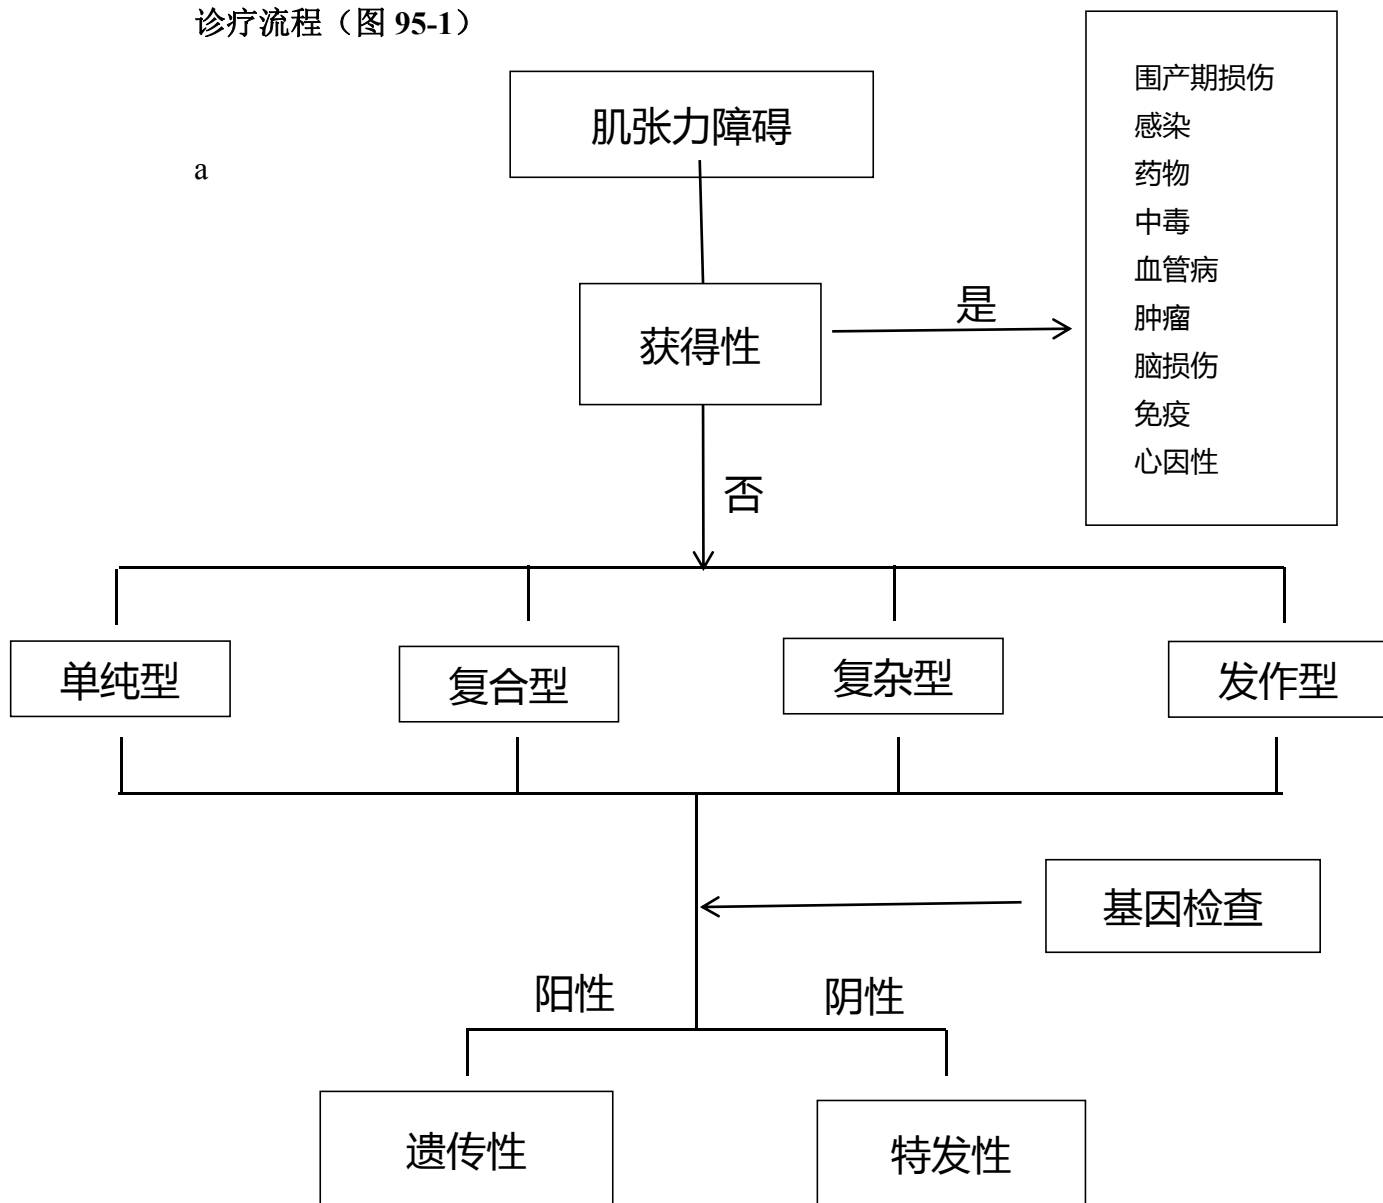 诊疗流程（图 95-1）
肌张力障碍
a
获得性
是
围产期损伤
感染
药物
中毒
血管病
肿瘤
脑损伤
免疫
心因性
否
单纯型
复合型
复杂型
发作型
基因检查
阳性
阴性
遗传性
特发性